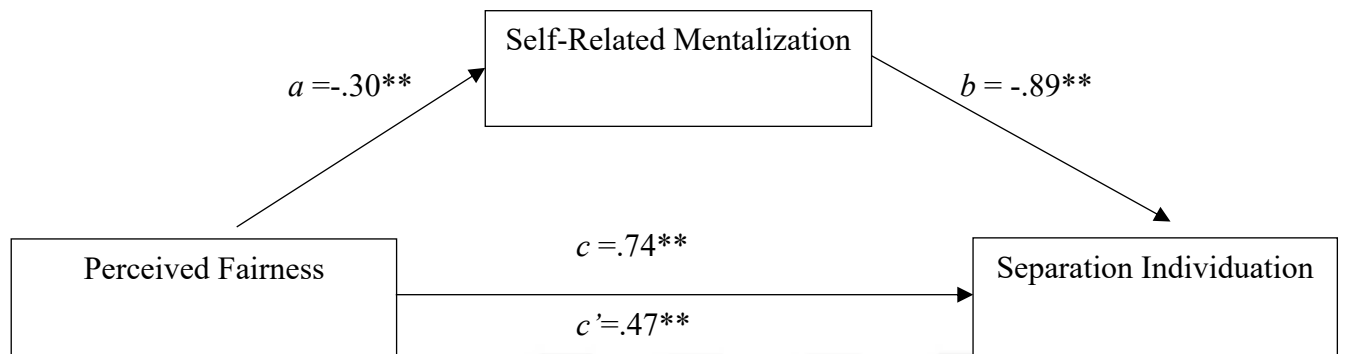 Self-Related Mentalization
a =-.30**
b = -.89**
c =.74**
Perceived Fairness
Separation Individuation
c’=.47**